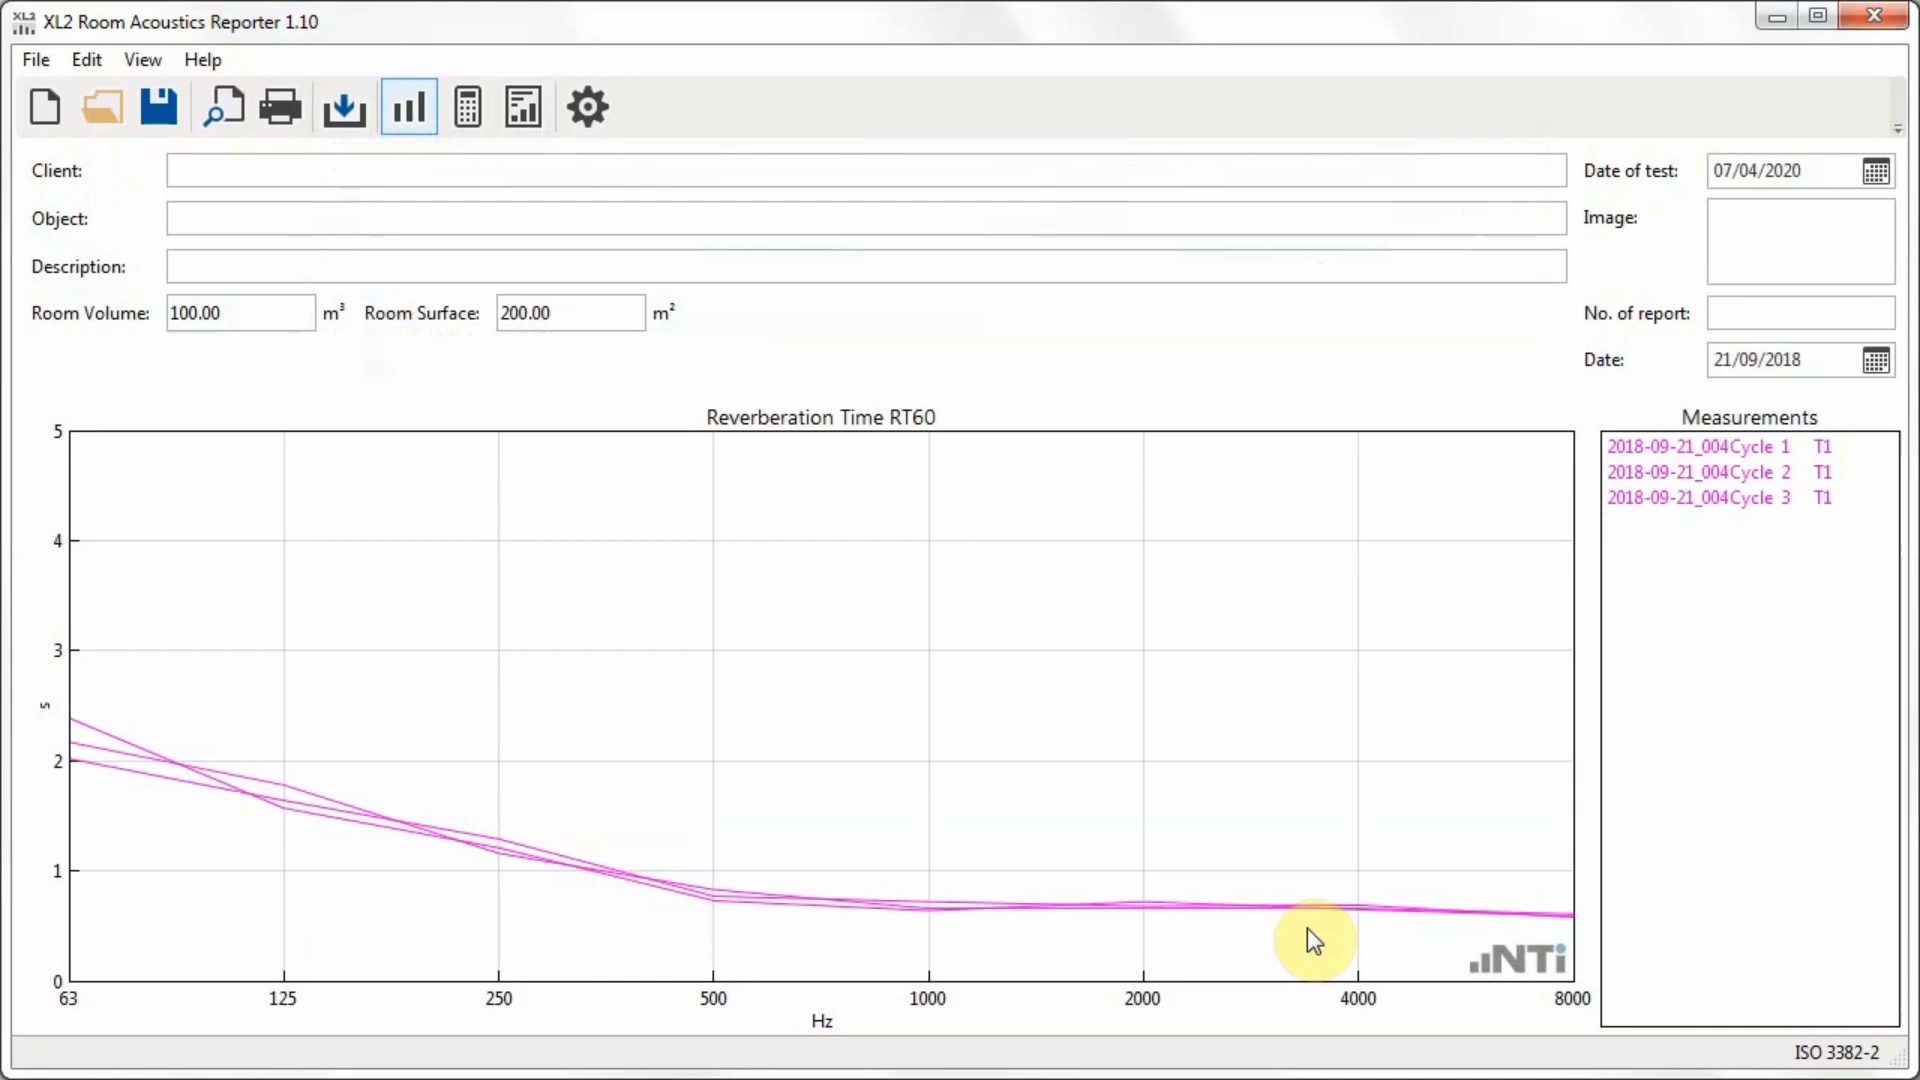 XL2 XL2 Room Acoustics Reporter 1.10
File Edit View Help
Client:
Date of test: 07/04/2020
Object:
Image:
Description:
Room Volume: 100.00 m³ Room Surface: 200.00 m²
No. of report:
Date: 21/09/2018
Reverberation Time RT60
Measurements
2018-09-21_004Cycle 1 T1
2018-09-21_004Cycle 2 T1
2018-09-21_004Cycle 3 T1
5
4
3
s
2
1
0
NTi
63 125 250 500 1000 2000 4000 8000
Hz
ISO 3382-2